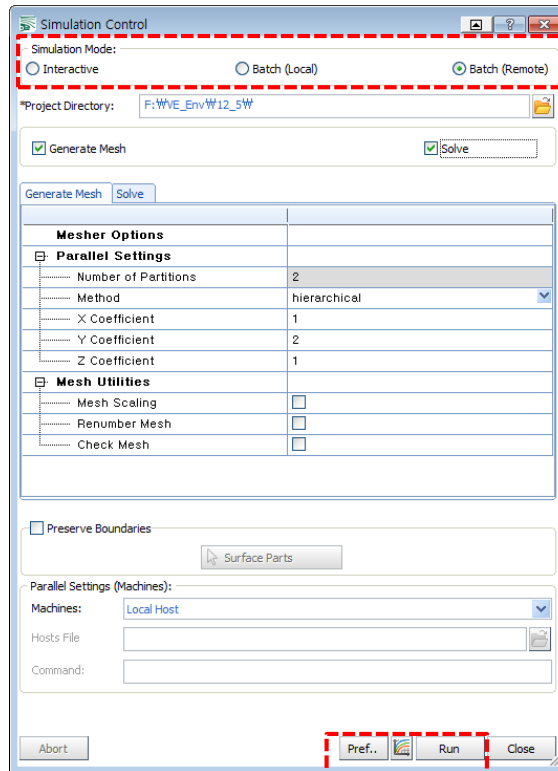 Simulation Control
Simulation Mode:
Interactive Batch (Local) Batch (Remote)
*Project Directory: F:₩VE_Env₩12_5₩
Generate Mesh Solve
Generate Mesh Solve
Mesher Options
Parallel Settings
Number of Partitions 2
Method hierarchical
X Coefficient 1
Y Coefficient 2
Z Coefficient 1
Mesh Utilities
Mesh Scaling
Renumber Mesh
Check Mesh
Preserve Boundaries
Surface Parts
Parallel Settings (Machines):
Machines: Local Host
Hosts File
Command:
Abort Pref.. Run Close